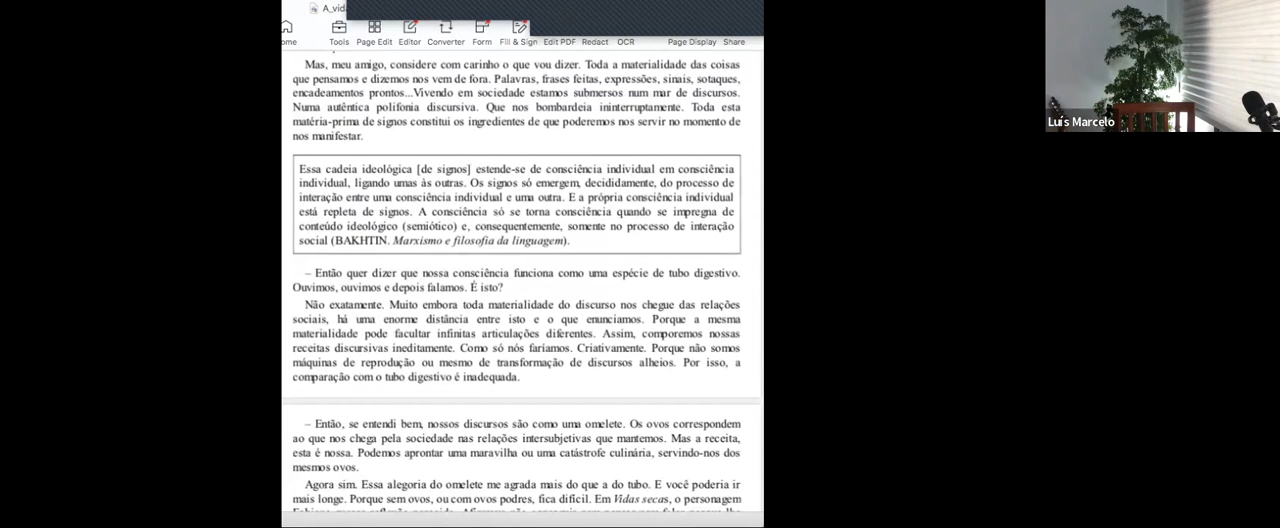 A_vid
ome Tools Page Edit Editor Converter Form Fill & Sign Edit PDF Redact OCR Page Display Share
Mas, meu amigo, considere com carinho o que vou dizer. Toda a materialidade das coisas
que pensamos e dizemos nos vem de fora. Palavras, frases feitas, expressões, sinais, sotaques,
encadeamentos prontos...Vivendo em sociedade estamos submersos num mar de discursos.
Numa autêntica polifonia discursiva. Que nos bombardeia ininterruptamente. Toda esta
matéria-prima de signos constitui os ingredientes de que poderemos nos servir no momento de
nos manifestar.
Essa cadeia ideológica [de signos] estende-se de consciência individual em consciência
individual, ligando umas às outras. Os signos só emergem, decididamente, do processo de
interação entre uma consciência individual e uma outra. E a própria consciência individual
está repleta de signos. A consciência só se torna consciência quando se impregna de
conteúdo ideológico (semiótico) e, consequentemente, somente no processo de interação
social (BAKHTIN. Marxismo e filosofia da linguagem).
– Então quer dizer que nossa consciência funciona como uma espécie de tubo digestivo.
Ouvimos, ouvimos e depois falamos. É isto?
Não exatamente. Muito embora toda materialidade do discurso nos chegue das relações
sociais, há uma enorme distância entre isto e o que enunciamos. Porque a mesma
materialidade pode facultar infinitas articulações diferentes. Assim, comporemos nossas
receitas discursivas ineditamente. Como só nós faríamos. Criativamente. Porque não somos
máquinas de reprodução ou mesmo de transformação de discursos alheios. Por isso, a
comparação com o tubo digestivo é inadequada.
– Então, se entendi bem, nossos discursos são como uma omelete. Os ovos correspondem
ao que nos chega pela sociedade nas relações intersubjetivas que mantemos. Mas a receita,
esta é nossa. Podemos aprontar uma maravilha ou uma catástrofe culinária, servindo-nos dos
mesmos ovos.
Agora sim. Essa alegoria do omelete me agrada mais do que a do tubo. E você poderia ir
mais longe. Porque sem ovos, ou com ovos podres, fica difícil. Em Vidas secas, o personagem
Luís Marcelo